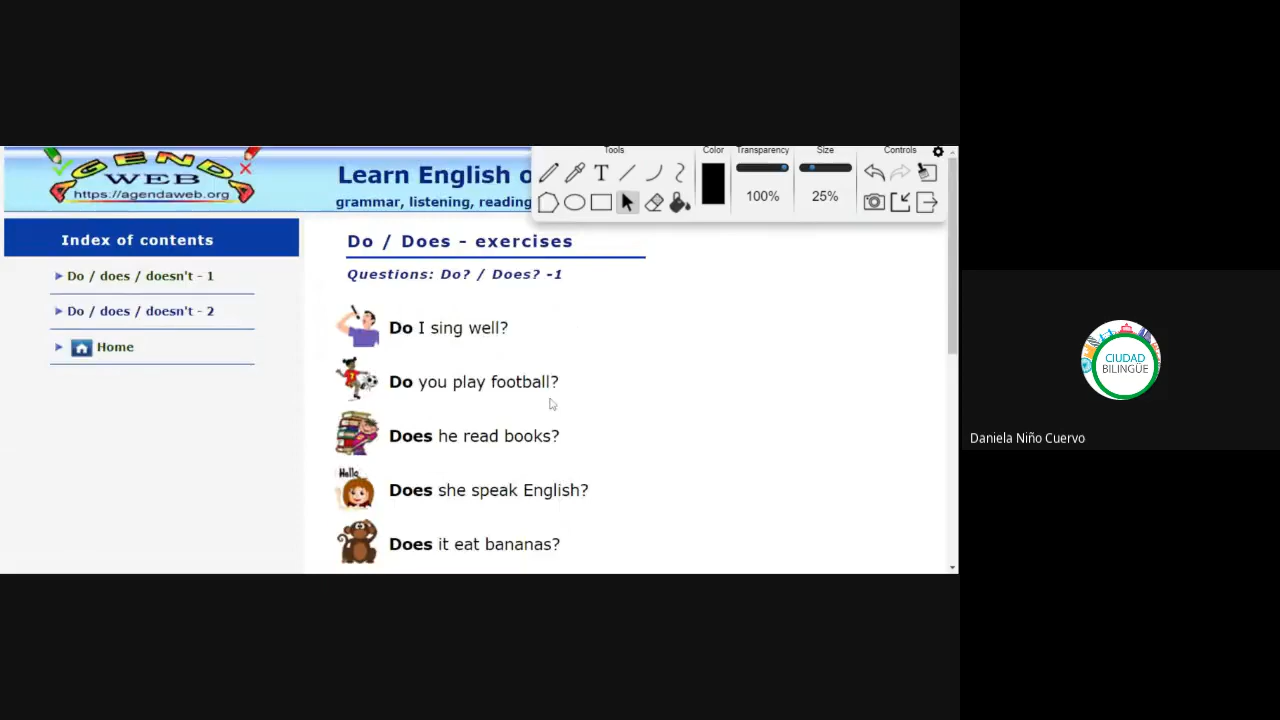 AGENDA
WEB
https://agendaweb.org
Learn English o
grammar, listening, reading
Tools
Color
Transparency
Size
Controls
T
100%
25%
Index of contents
Do / does / doesn't - 1
Do / does / doesn't - 2
Home
Do / Does - exercises
Questions: Do? / Does? -1
Do I sing well?
Do you play football?
Does he read books?
Hello
Does she speak English?
Does it eat bananas?
CIUDAD
BILINGÜE
Daniela Niño Cuervo